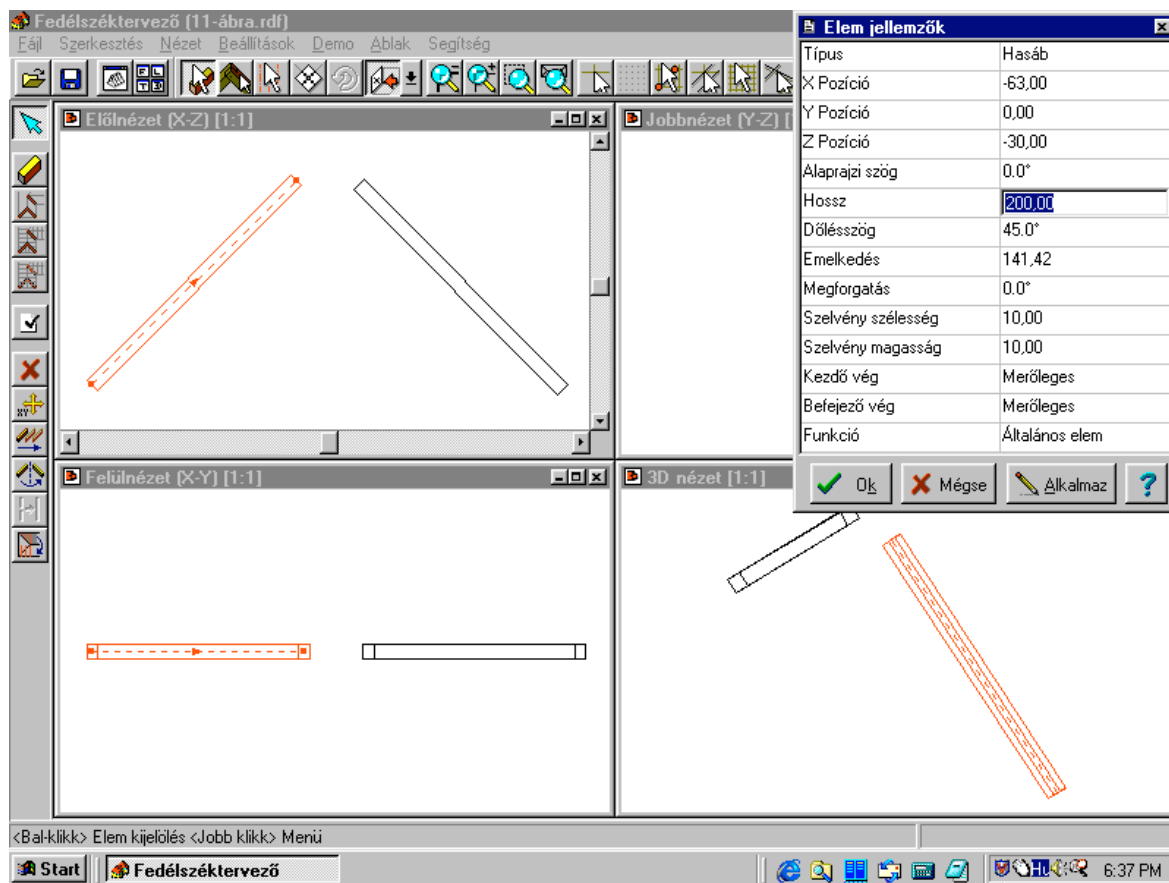 Fedélszéktervező (11-ábra.rdf)
Fájl Szerkesztés Nézet Beállítások Demo Ablak Segítség
Előlnézet (X-Z) [1:1]
Jobbnézet (Y-Z)
Elem jellemzők
Típus Hasáb
X Pozíció -63,00
Y Pozíció 0,00
Z Pozíció -30,00
Alaprajzi szög 0.0°
Hossz 200,00
Dőlésszög 45.0°
Emelkedés 141,42
Megforgatás 0.0°
Szelvény szélesség 10,00
Szelvény magasság 10,00
Kezdő vég Merőleges
Befejező vég Merőleges
Funkció Általános elem
Ok Mégse Alkalmaz ?
Felülnézet (X-Y) [1:1]
3D nézet [1:1]
<Bal-klikk> Elem kijelölés <Jobb klikk> Menü
Start Fedélszéktervező Hu 6:37 PM